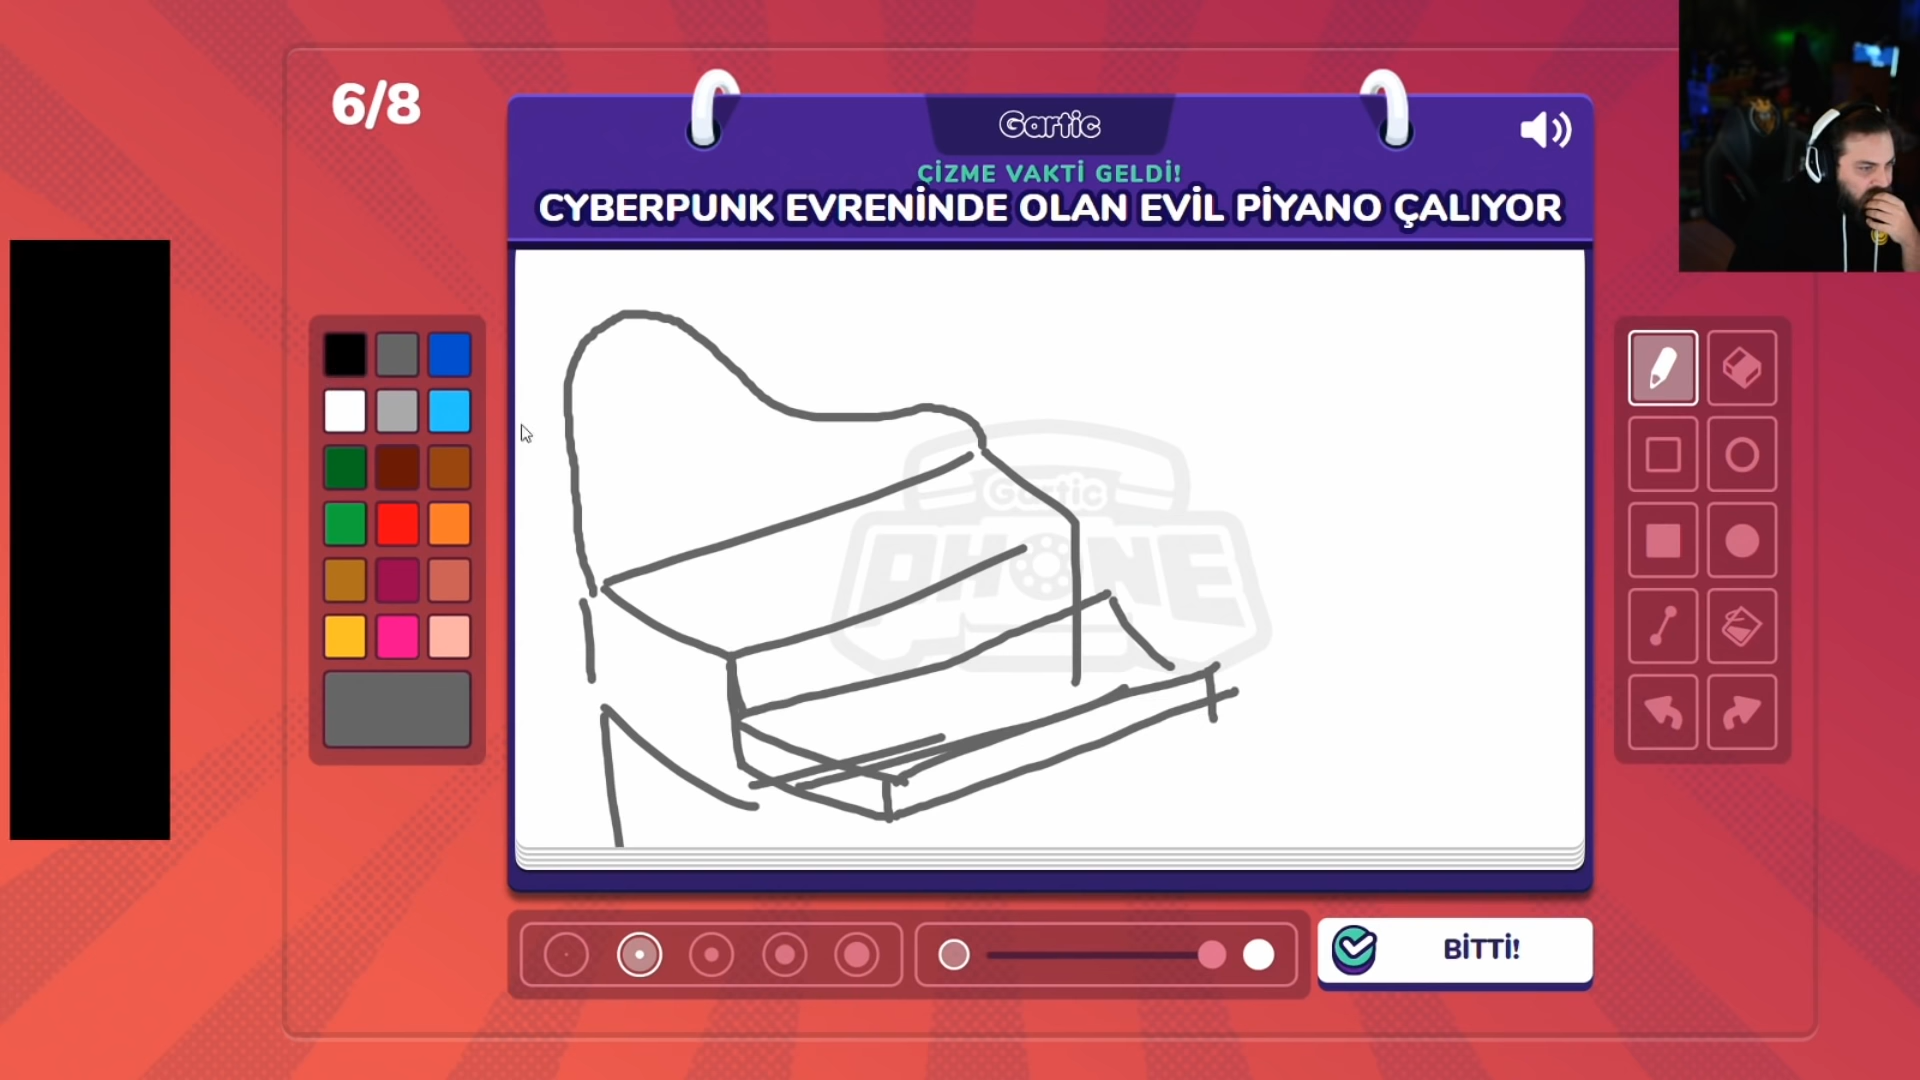 6/8
Gartic
ÇİZME VAKTİ GELDİ!
CYBERPUNK EVRENİNDE OLAN EVİL PİYANO ÇALIYOR
Gartic
PHONE
BİTTİ!